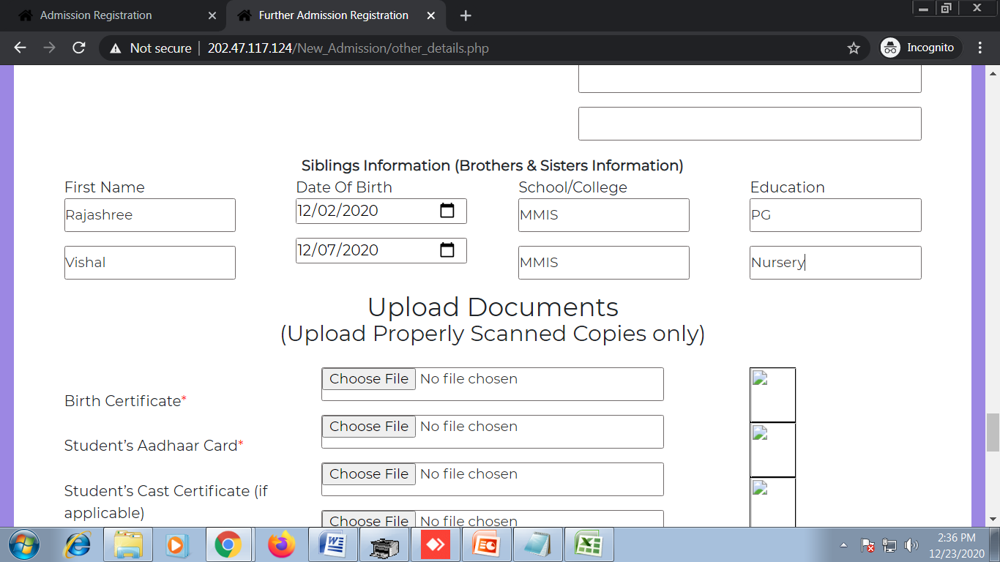 Admission Registration
Further Admission Registration
Not secure 202.47.117.124/New_Admission/other_details.php
Incognito
Siblings Information (Brothers & Sisters Information)
First Name Date Of Birth School/College Education
Rajashree 12/02/2020 MMIS PG
Vishal 12/07/2020 MMIS Nursery
Upload Documents
(Upload Properly Scanned Copies only)
Choose File No file chosen
Birth Certificate*
Choose File No file chosen
Student’s Aadhaar Card*
Choose File No file chosen
Student’s Cast Certificate (if
applicable)
Choose File No file chosen
2:36 PM
12/23/2020